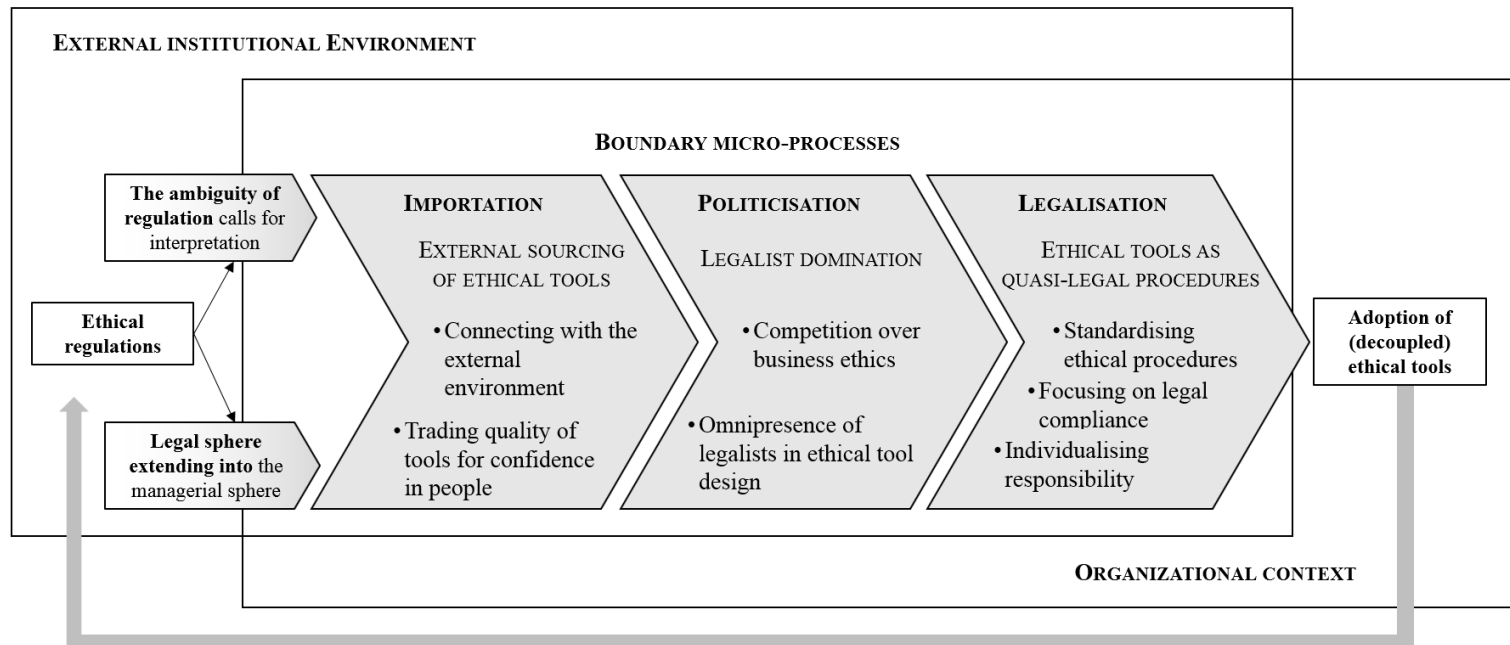 EXTERNAL INSTITUTIONAL ENVIRONMENT
BOUNDARY MICRO-PROCESSES
The ambiguity of
regulation calls for
interpretation
Ethical
regulations
Legal sphere
extending into the
managerial sphere
IMPORTATION
EXTERNAL SOURCING
OF ETHICAL TOOLS
•Connecting with the
external
environment
•Trading quality of
tools for confidence
in people
POLITICISATION
LEGALIST DOMINATION
•Competition over
business ethics
•Omnipresence of
legalists in ethical tool
design
LEGALISATION
ETHICAL TOOLS AS
QUASI-LEGAL PROCEDURES
•Standardising
ethical procedures
•Focusing on legal
compliance
•Individualising
responsibility
Adoption of
(decoupled)
ethical tools
ORGANIZATIONAL CONTEXT